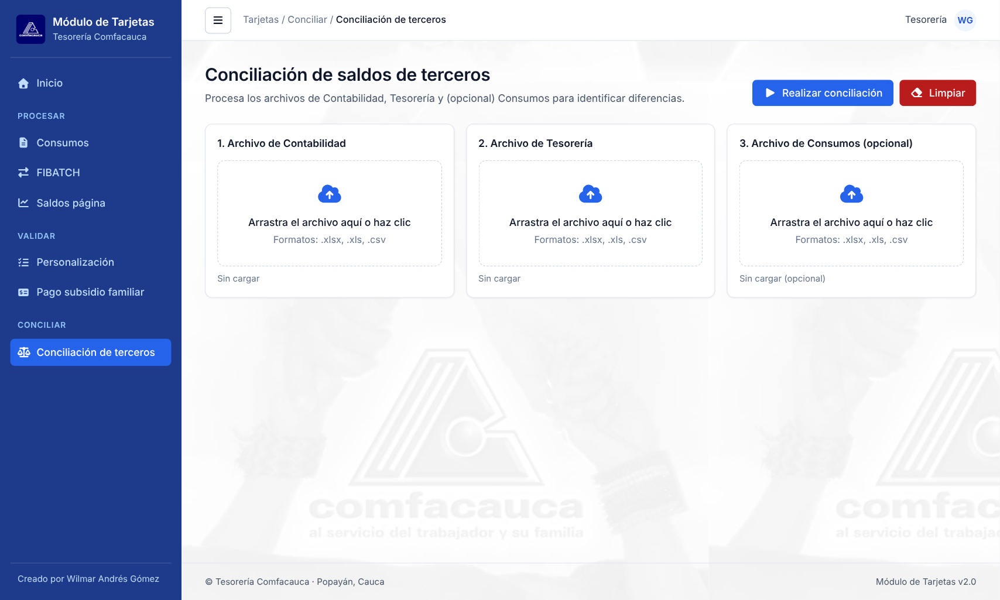 Módulo de Tarjetas
Tesorería Comfacauca
comfacauca
Inicio
PROCESAR
Consumos
FIBATCH
Saldos página
VALIDAR
Personalización
Pago subsidio familiar
CONCILIAR
Conciliación de terceros
Creado por Wilmar Andrés Gómez
Tarjetas / Conciliar / Conciliación de terceros
Tesorería WG
Conciliación de saldos de terceros
Procesa los archivos de Contabilidad, Tesorería y (opcional) Consumos para identificar diferencias.
Realizar conciliación
Limpiar
1. Archivo de Contabilidad
Arrastra el archivo aquí o haz clic
Formatos: .xlsx, .xls, .csv
Sin cargar
2. Archivo de Tesorería
Arrastra el archivo aquí o haz clic
Formatos: .xlsx, .xls, .csv
Sin cargar
3. Archivo de Consumos (opcional)
Arrastra el archivo aquí o haz clic
Formatos: .xlsx, .xls, .csv
Sin cargar (opcional)
comfacauca
al servicio del trabajador y su familia
comfac
al servicio del trabaja
© Tesorería Comfacauca · Popayán, Cauca
Módulo de Tarjetas v2.0